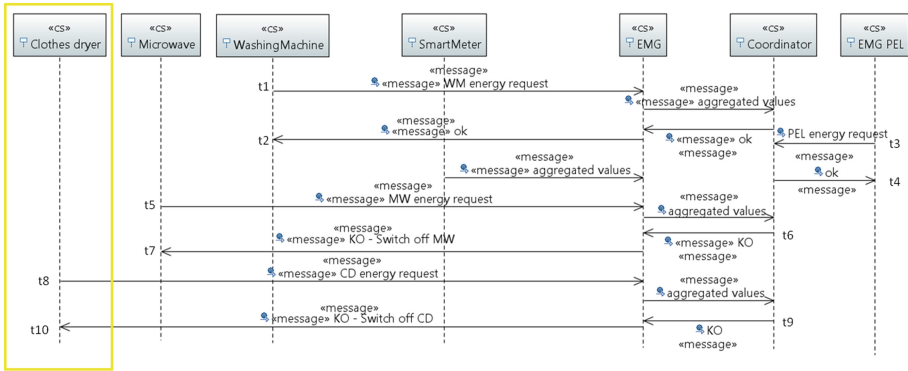 «cs» «cs» «cs» «cs» «cs» «cs» «cs»
Clothes dryer Microwave WashingMachine SmartMeter EMG Coordinator EMG PEL
«message»
t1 «message» WM energy request
«message»
«message» aggregated values
«message»
t2 «message» ok
«message» ok
«message»
PEL energy request
t3
«message»
«message» aggregated values
«message»
ok
«message»
t4
«message»
t5 «message» MW energy request
«message»
aggregated values
t6
«message»
t7 «message» KO - Switch off MW
«message» KO
«message»
«message»
t8 «message» CD energy request
«message»
aggregated values
«message»
t10 «message» KO - Switch off CD
t9
KO
«message»